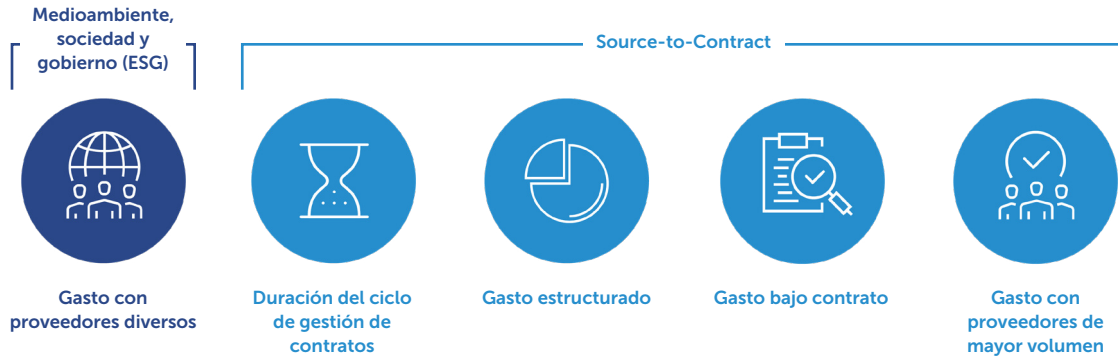 Medioambiente,
sociedad y
gobierno (ESG)
Source-to-Contract
Gasto con
proveedores diversos
Duración del ciclo
de gestión de
contratos
Gasto estructurado
Gasto bajo contrato
Gasto con
proveedores de
mayor volumen